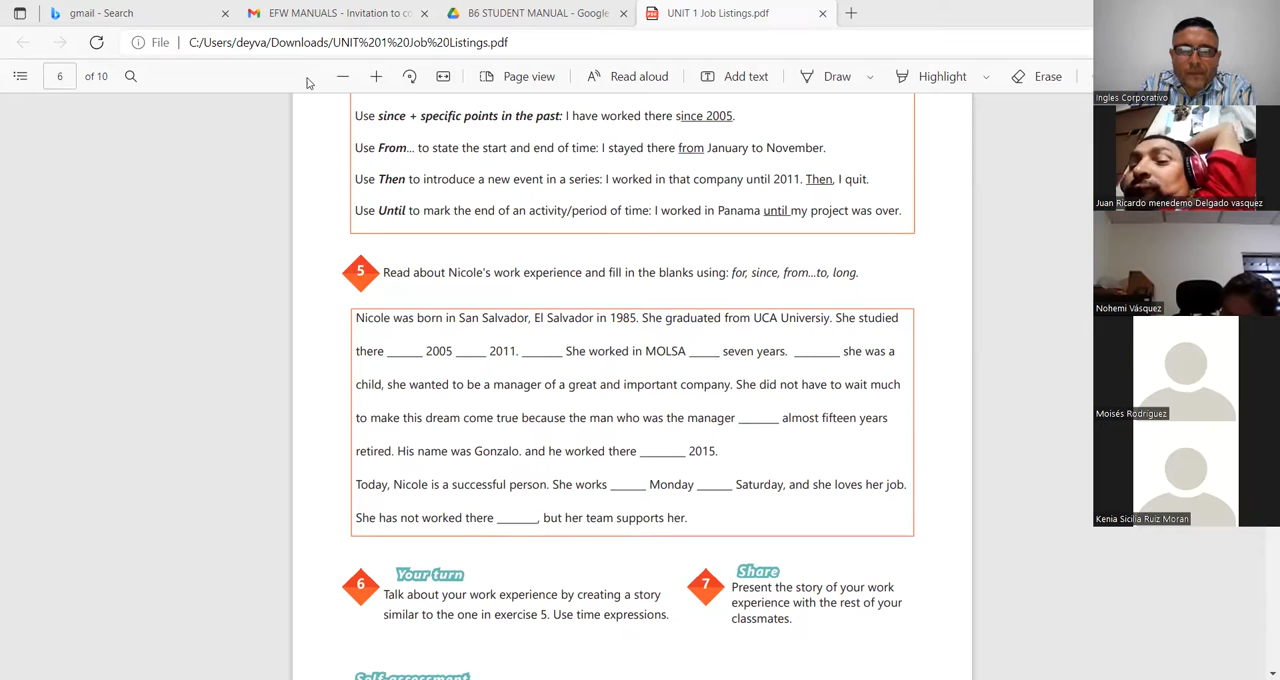 gmail - Search
EFW MANUALS - Invitation to co
B6 STUDENT MANUAL - Google
UNIT 1 Job Listings.pdf
File
C:/Users/deyva/Downloads/UNIT%201%20Job%20Listings.pdf
6 of 10
Page view
Read aloud
Add text
Draw
Highlight
Erase
Use since + specific points in the past: I have worked there since 2005.
Use From... to state the start and end of time: I stayed there from January to November.
Use Then to introduce a new event in a series: I worked in that company until 2011. Then, I quit.
Use Until to mark the end of an activity/period of time: I worked in Panama until my project was over.
5 Read about Nicole's work experience and fill in the blanks using: for, since, from...to, long.
Nicole was born in San Salvador, El Salvador in 1985. She graduated from UCA Universiy. She studied
there ______ 2005 _____ 2011. _______ She worked in MOLSA _____ seven years. ________ she was a
child, she wanted to be a manager of a great and important company. She did not have to wait much
to make this dream come true because the man who was the manager _______ almost fifteen years
retired. His name was Gonzalo. and he worked there ________ 2015.
Today, Nicole is a successful person. She works ______ Monday ______ Saturday, and she loves her job.
She has not worked there _______, but her team supports her.
6 Your turn
Talk about your work experience by creating a story
similar to the one in exercise 5. Use time expressions.
7 Share
Present the story of your work
experience with the rest of your
classmates.
Self-assessment
Ingles Corporativo
Juan Ricardo menedemo Delgado vasquez
Nohemi Vásquez
Moisés Rodríguez
Kenia Sicilia Ruiz Moran